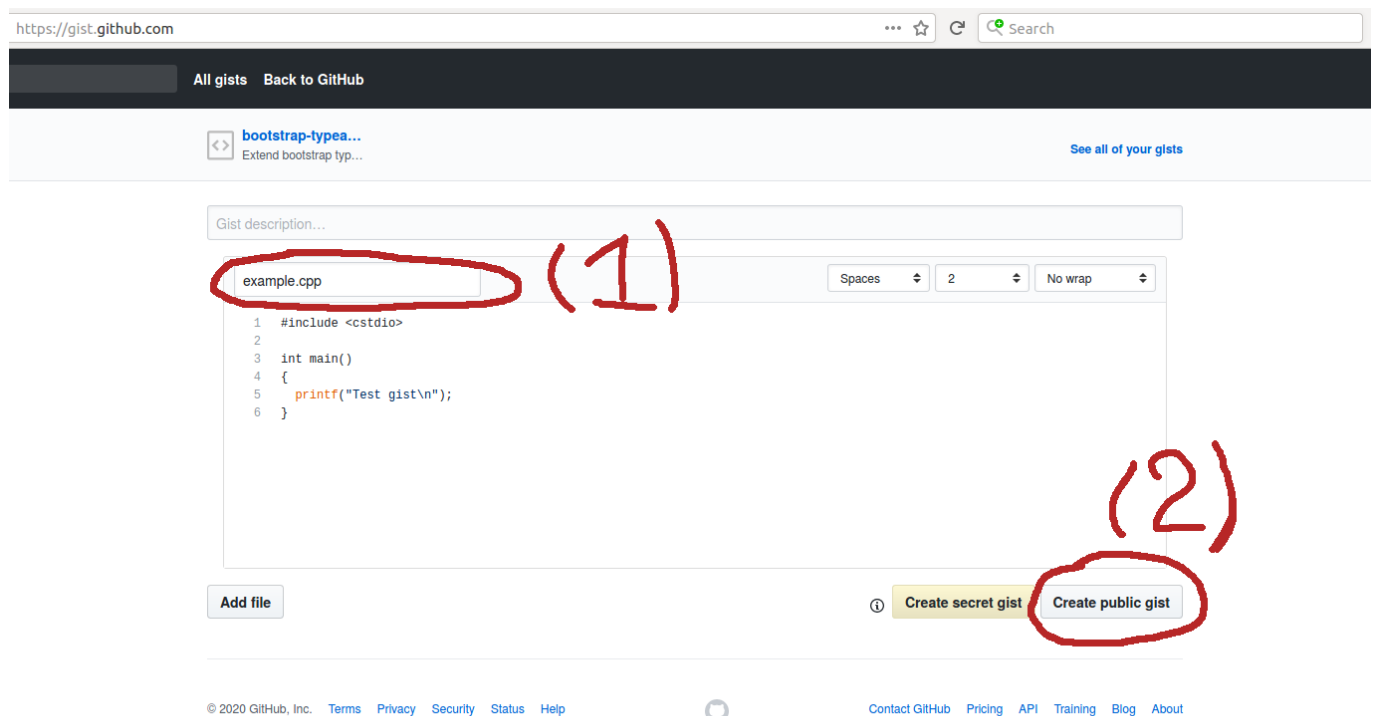 https://gist.github.com ••• Search
All gists Back to GitHub
bootstrap-typea…
Extend bootstrap typ…
See all of your gists
Gist description…
(1)
example.cpp Spaces 2 No wrap
1 #include <cstdio>
2
3 int main()
4 {
5 printf("Test gist\n");
6 }
(2)
Add file Create secret gist Create public gist
© 2020 GitHub, Inc. Terms Privacy Security Status Help Contact GitHub Pricing API Training Blog About